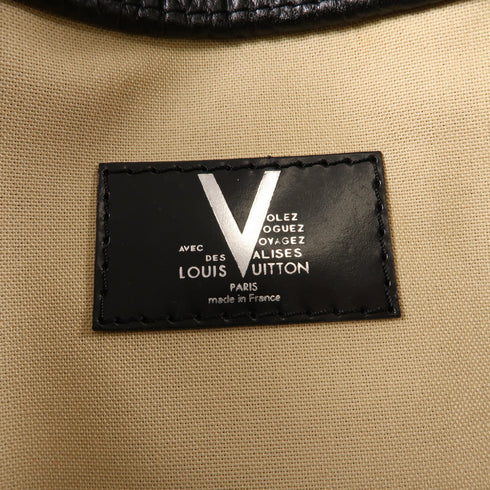 VOLEZ
VOGUEZ
AVEC VOYAGEZ
DES VALISES
LOUIS VUITTON
PARIS
made in France